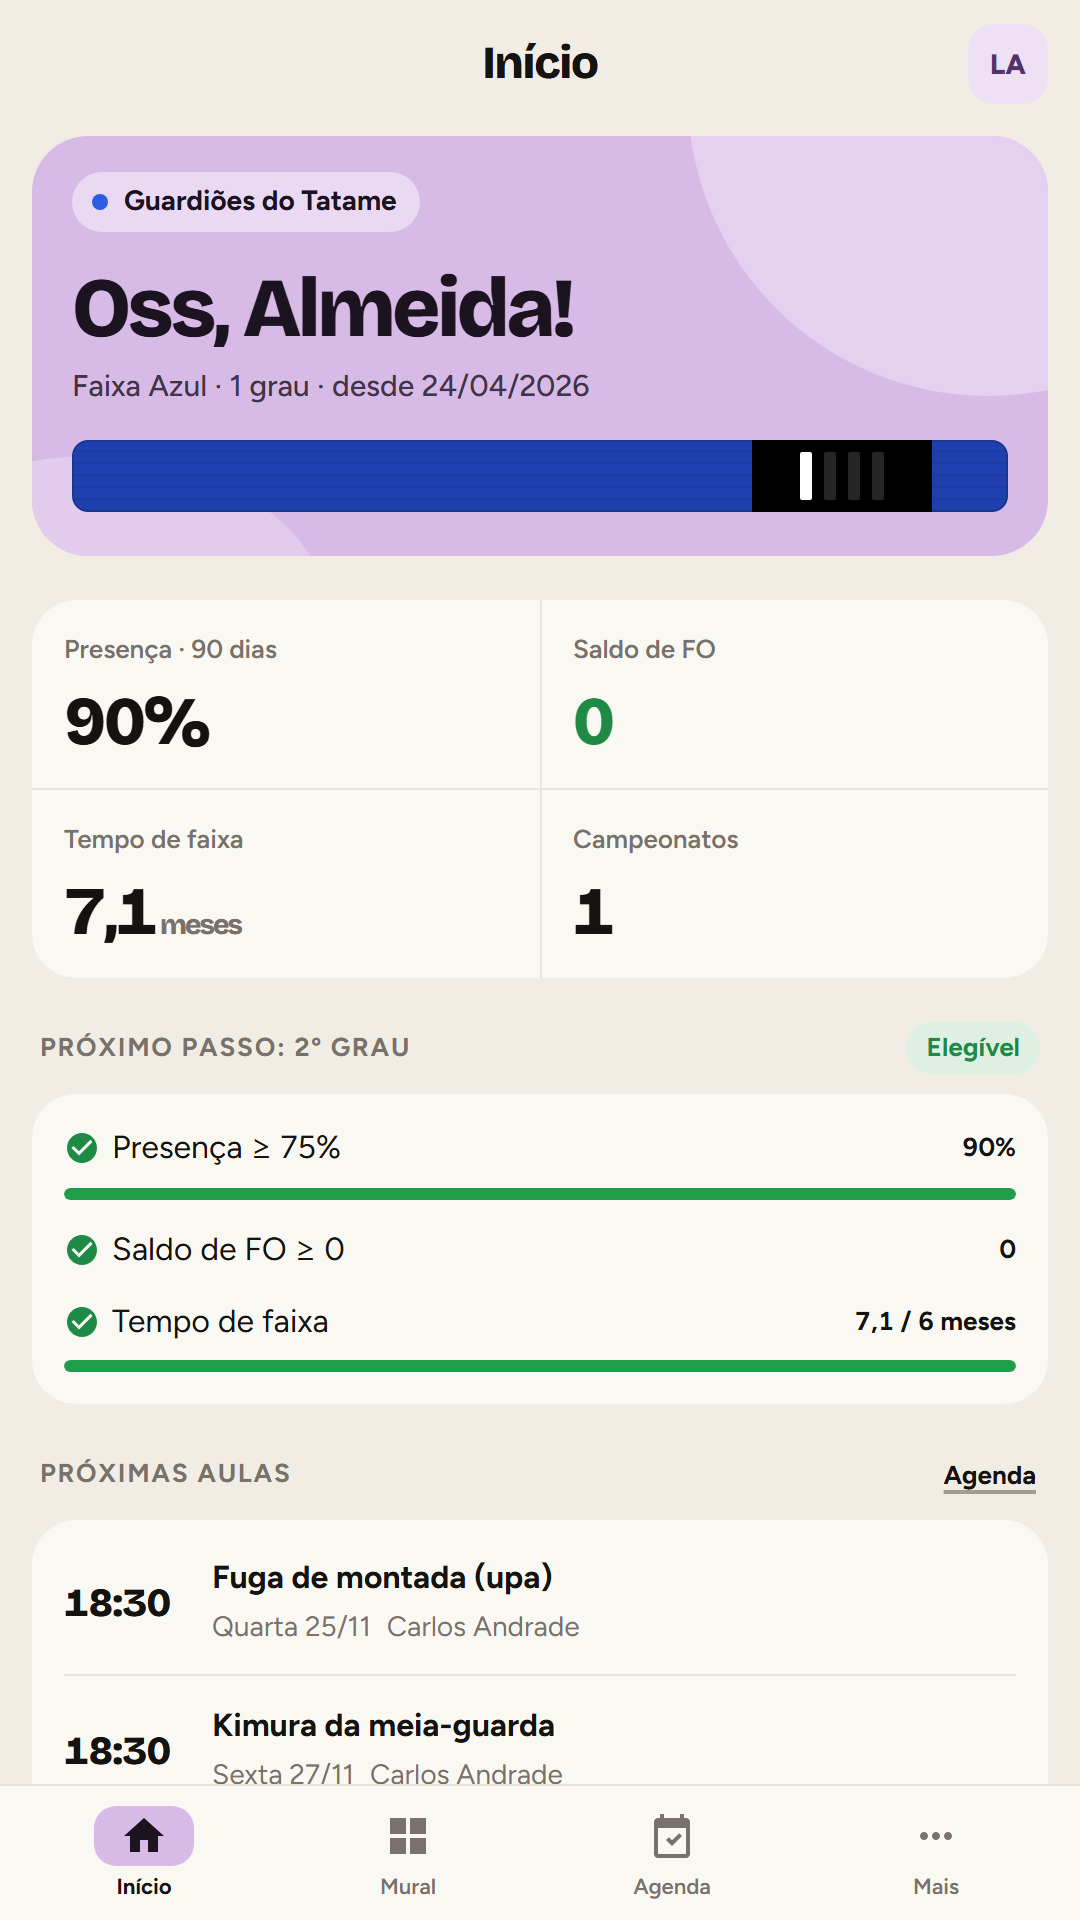 Início
LA
Guardiões do Tatame
Oss, Almeida!
Faixa Azul · 1 grau · desde 24/04/2026
Presença · 90 dias
90%
Saldo de FO
0
Tempo de faixa
7,1 meses
Campeonatos
1
PRÓXIMO PASSO: 2º GRAU
Elegível
Presença ≥ 75%
90%
Saldo de FO ≥ 0
0
Tempo de faixa
7,1 / 6 meses
PRÓXIMAS AULAS
Agenda
18:30
Fuga de montada (upa)
Quarta 25/11 Carlos Andrade
18:30
Kimura da meia-guarda
Sexta 27/11 Carlos Andrade
Início
Mural
Agenda
Mais